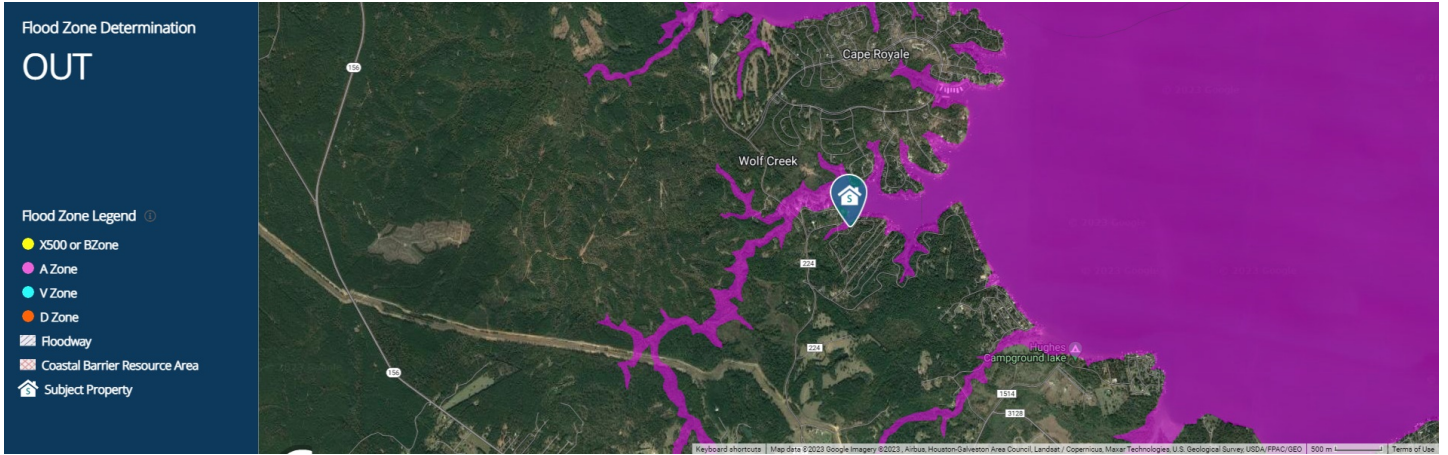 Flood Zone Determination
OUT
Flood Zone Legend
X500 or BZone
A Zone
V Zone
D Zone
Floodway
Coastal Barrier Resource Area
S Subject Property
156
Cape Royale
Wolf Creek
S
224
224
Hughes
Campground lake
156
1514
3128
Keyboard shortcuts Map data ©2023 Google Imagery ©2023 , Airbus, Houston-Galveston Area Council, Landsat / Copernicus, Maxar Technologies, U.S. Geological Survey, USDA/FPAC/GEO 500 m Terms of Use